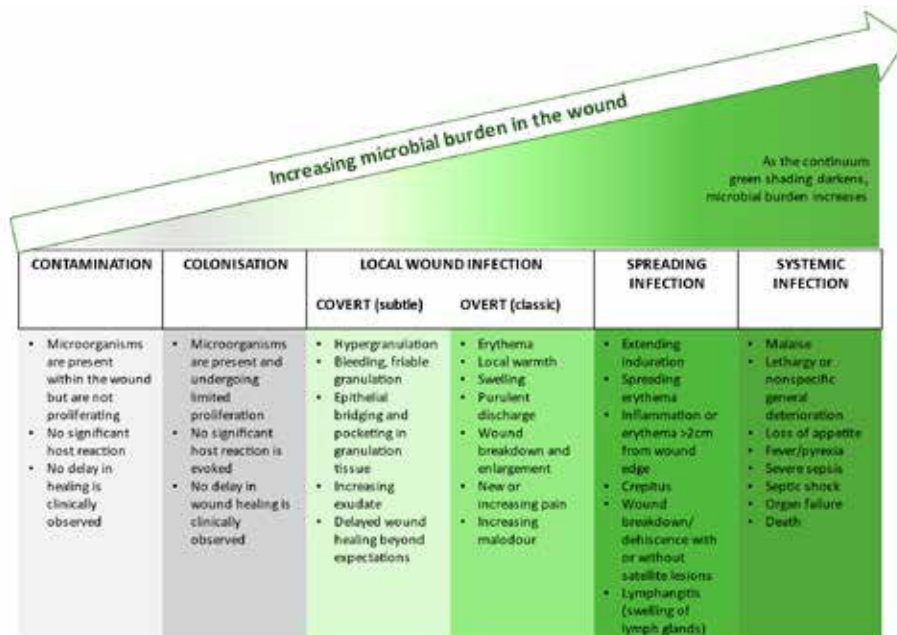 Increasing microbial burden in the wound
As the continuum
green shading darkens,
microbial burden increases
CONTAMINATION
COLONISATION
LOCAL WOUND INFECTION
COVERT (subtle)
OVERT (classic)
SPREADING
INFECTION
SYSTEMIC
INFECTION
• Microorganisms
are present
within the wound
but are not
proliferating
• No significant
host reaction
• No delay in
healing is
clinically
observed
• Microorganisms
are present and
undergoing
limited
proliferation
• No significant
host reaction is
evoked
• No delay in
wound healing is
clinically
observed
• Hypergranulation
• Bleeding, friable
granulation
• Epithelial
bridging and
pocketing in
granulation
tissue
• Increasing
exudate
• Delayed wound
healing beyond
expectations
• Erythema
• Local warmth
• Swelling
• Purulent
discharge
• Wound
breakdown and
enlargement
• New or
increasing pain
• Increasing
malodour
• Extending
induration
• Spreading
erythema
• Inflammation or
erythema >2cm
from wound
edge
• Crepitus
• Wound
breakdown/
dehiscance with
or without
satellite lesions
• Lymphangitis
(swelling of
lymph glands)
• Malaise
• Lethargy or
nonspecific
general
deterioration
• Loss of appetite
• Fever/pyrexia
• Severe sepsis
• Septic shock
• Organ failure
• Death